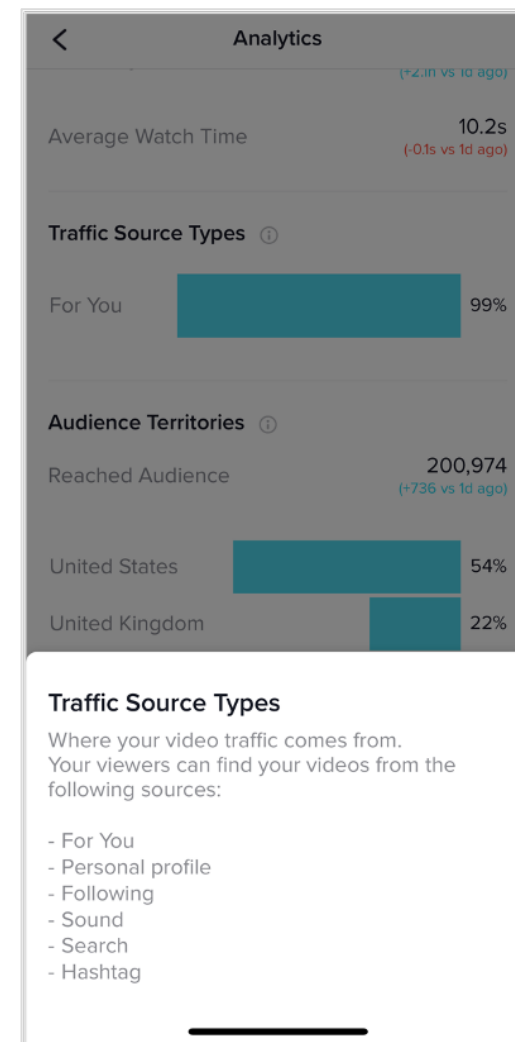 Analytics
(+2.1h vs 1d ago)
Average Watch Time
10.2s
(-0.1s vs 1d ago)
Traffic Source Types
For You
99%
Audience Territories
Reached Audience
200,974
(+736 vs 1d ago)
United States
54%
United Kingdom
22%
Traffic Source Types
Where your video traffic comes from.
Your viewers can find your videos from the
following sources:
- For You
- Personal profile
- Following
- Sound
- Search
- Hashtag